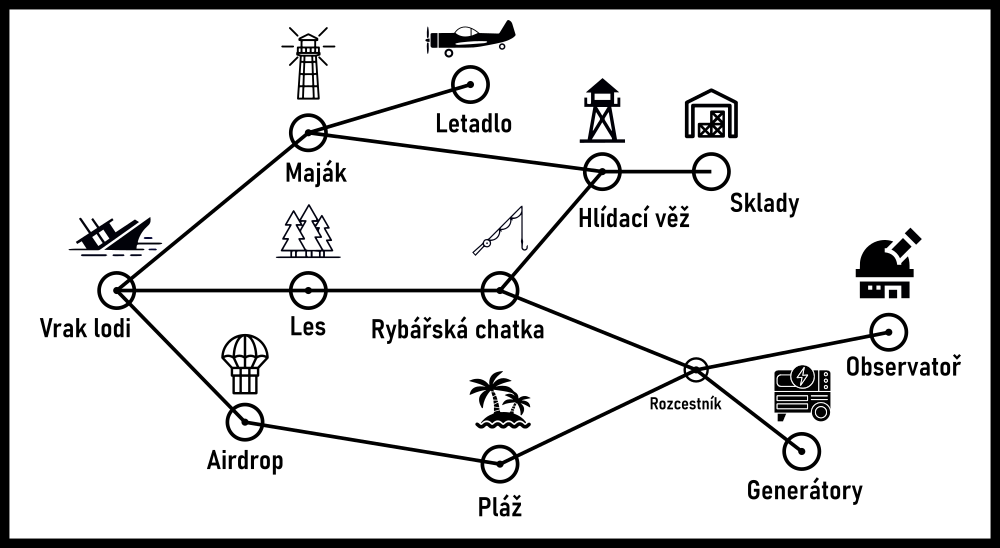 Letadlo
Maják
Sklady
Hlídací věž
Vrak lodi
Les
Rybářská chatka
Observatoř
Rozcestník
Airdrop
Generátory
Pláž